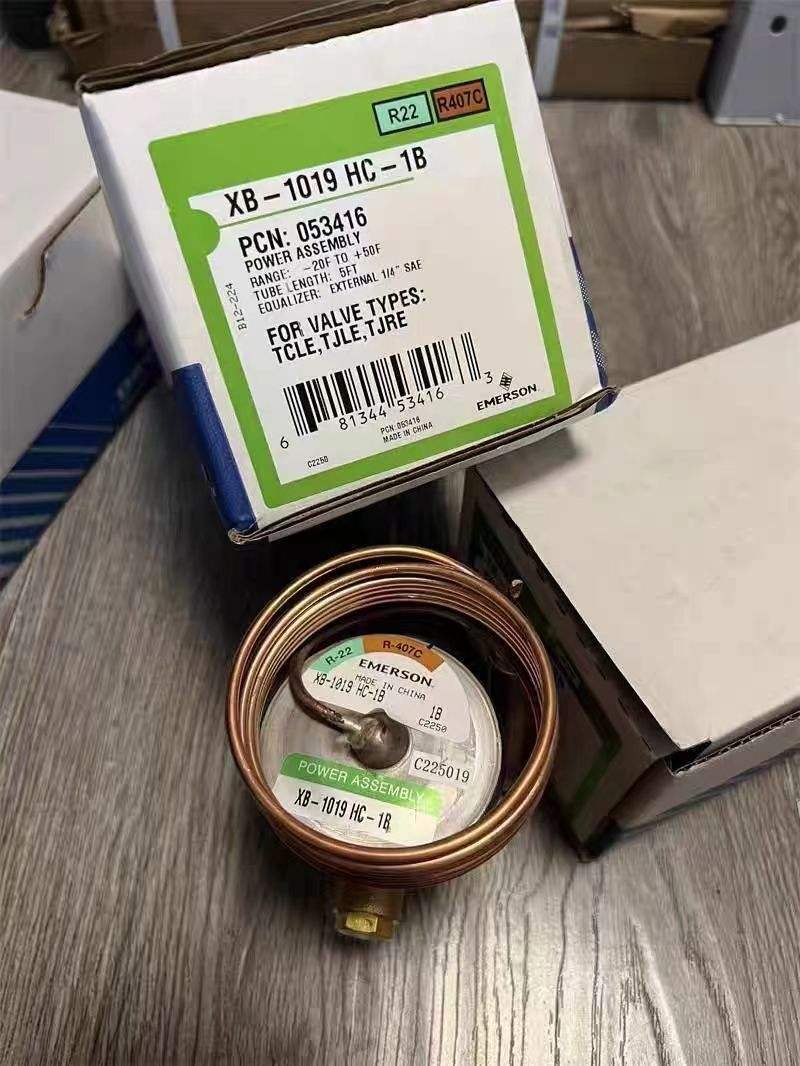 R22 R407C
XB-1019 HC-1B
PCN: 053416
POWER ASSEMBLY
RANGE: -20F TO +50F
TUBE LENGTH: 5FT
EQUALIZER: EXTERNAL 1/4" SAE
B12-224
FOR VALVE TYPES:
TCLE,TJLE,TJRE
6 81344 53416 3
EMERSON
PCN:053416
MADE IN CHINA
C2250
R-22 R-407C
EMERSON
MADE IN CHINA
XB-1019 HC-1B
1B
C2250
C225019
POWER ASSEMBLY
XB-1019 HC-1B